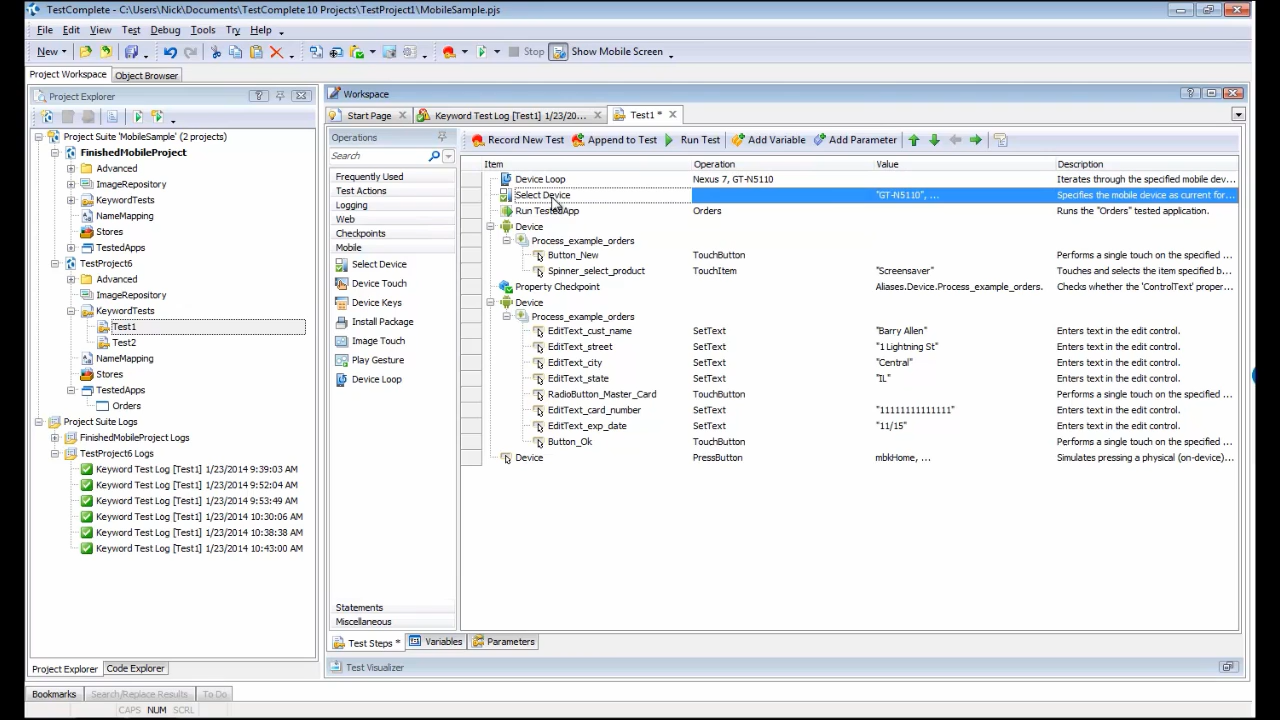 TestComplete - C:\Users\Nick\Documents\TestComplete 10 Projects\TestProject1\MobileSample.pjs
File Edit View Test Debug Tools Try Help
New Stop Show Mobile Screen
Project Workspace Object Browser
Project Explorer
Project Suite 'MobileSample' (2 projects)
FinishedMobileProject
Advanced
ImageRepository
KeywordTests
NameMapping
Stores
TestedApps
TestProject6
Advanced
ImageRepository
KeywordTests
Test1
Test2
NameMapping
Stores
TestedApps
Orders
Project Suite Logs
FinishedMobileProject Logs
TestProject6 Logs
Keyword Test Log [Test1] 1/23/2014 9:39:03 AM
Keyword Test Log [Test1] 1/23/2014 9:52:04 AM
Keyword Test Log [Test1] 1/23/2014 9:53:49 AM
Keyword Test Log [Test1] 1/23/2014 10:30:06 AM
Keyword Test Log [Test1] 1/23/2014 10:38:38 AM
Keyword Test Log [Test1] 1/23/2014 10:43:00 AM
Project Explorer Code Explorer
Workspace
Start Page Keyword Test Log [Test1] 1/23/20... Test1 *
Operations
Search
Frequently Used
Test Actions
Logging
Web
Checkpoints
Mobile
Select Device
Device Touch
Device Keys
Install Package
Image Touch
Play Gesture
Device Loop
Statements
Miscellaneous
Record New Test Append to Test Run Test Add Variable Add Parameter
Item Operation Value Description
Device Loop Nexus 7, GT-N5110 Iterates through the specified mobile dev...
Select Device "GT-N5110", ... Specifies the mobile device as current for...
Run TestedApp Orders Runs the "Orders" tested application.
Device
Process_example_orders
Button_New TouchButton Performs a single touch on the specified ...
Spinner_select_product TouchItem "Screensaver" Touches and selects the item specified b...
Property Checkpoint Aliases.Device.Process_example_orders. Checks whether the 'ControlText' proper...
Device
Process_example_orders
EditText_cust_name SetText "Barry Allen" Enters text in the edit control.
EditText_street SetText "1 Lightning St" Enters text in the edit control.
EditText_city SetText "Central" Enters text in the edit control.
EditText_state SetText "IL" Enters text in the edit control.
RadioButton_Master_Card TouchButton Performs a single touch on the specified ...
EditText_card_number SetText "11111111111111" Enters text in the edit control.
EditText_exp_date SetText "11/15" Enters text in the edit control.
Button_Ok TouchButton Performs a single touch on the specified ...
Device PressButton mbkHome, ... Simulates pressing a physical (on-device)...
Test Steps * Variables Parameters
Test Visualizer
Bookmarks Search/Replace Results To Do
CAPS NUM SCRL